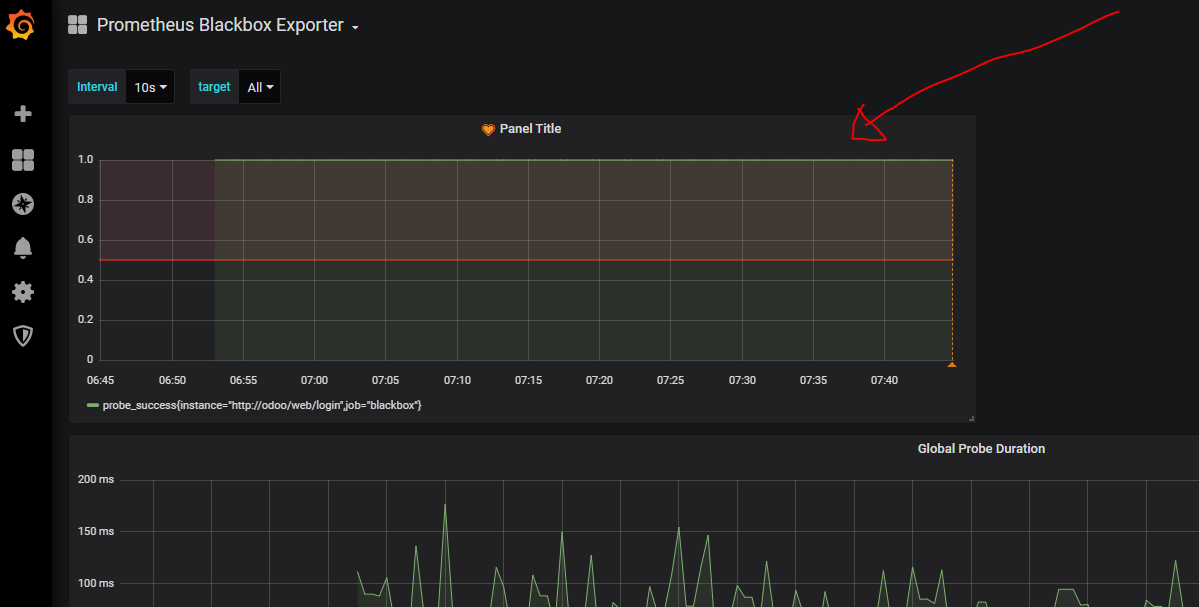 Prometheus Blackbox Exporter
Interval 10s target All
Panel Title
1.0
0.8
0.6
0.4
0.2
0
06:45 06:50 06:55 07:00 07:05 07:10 07:15 07:20 07:25 07:30 07:35 07:40
probe_success{instance="http://odoo/web/login",job="blackbox"}
Global Probe Duration
200 ms
150 ms
100 ms